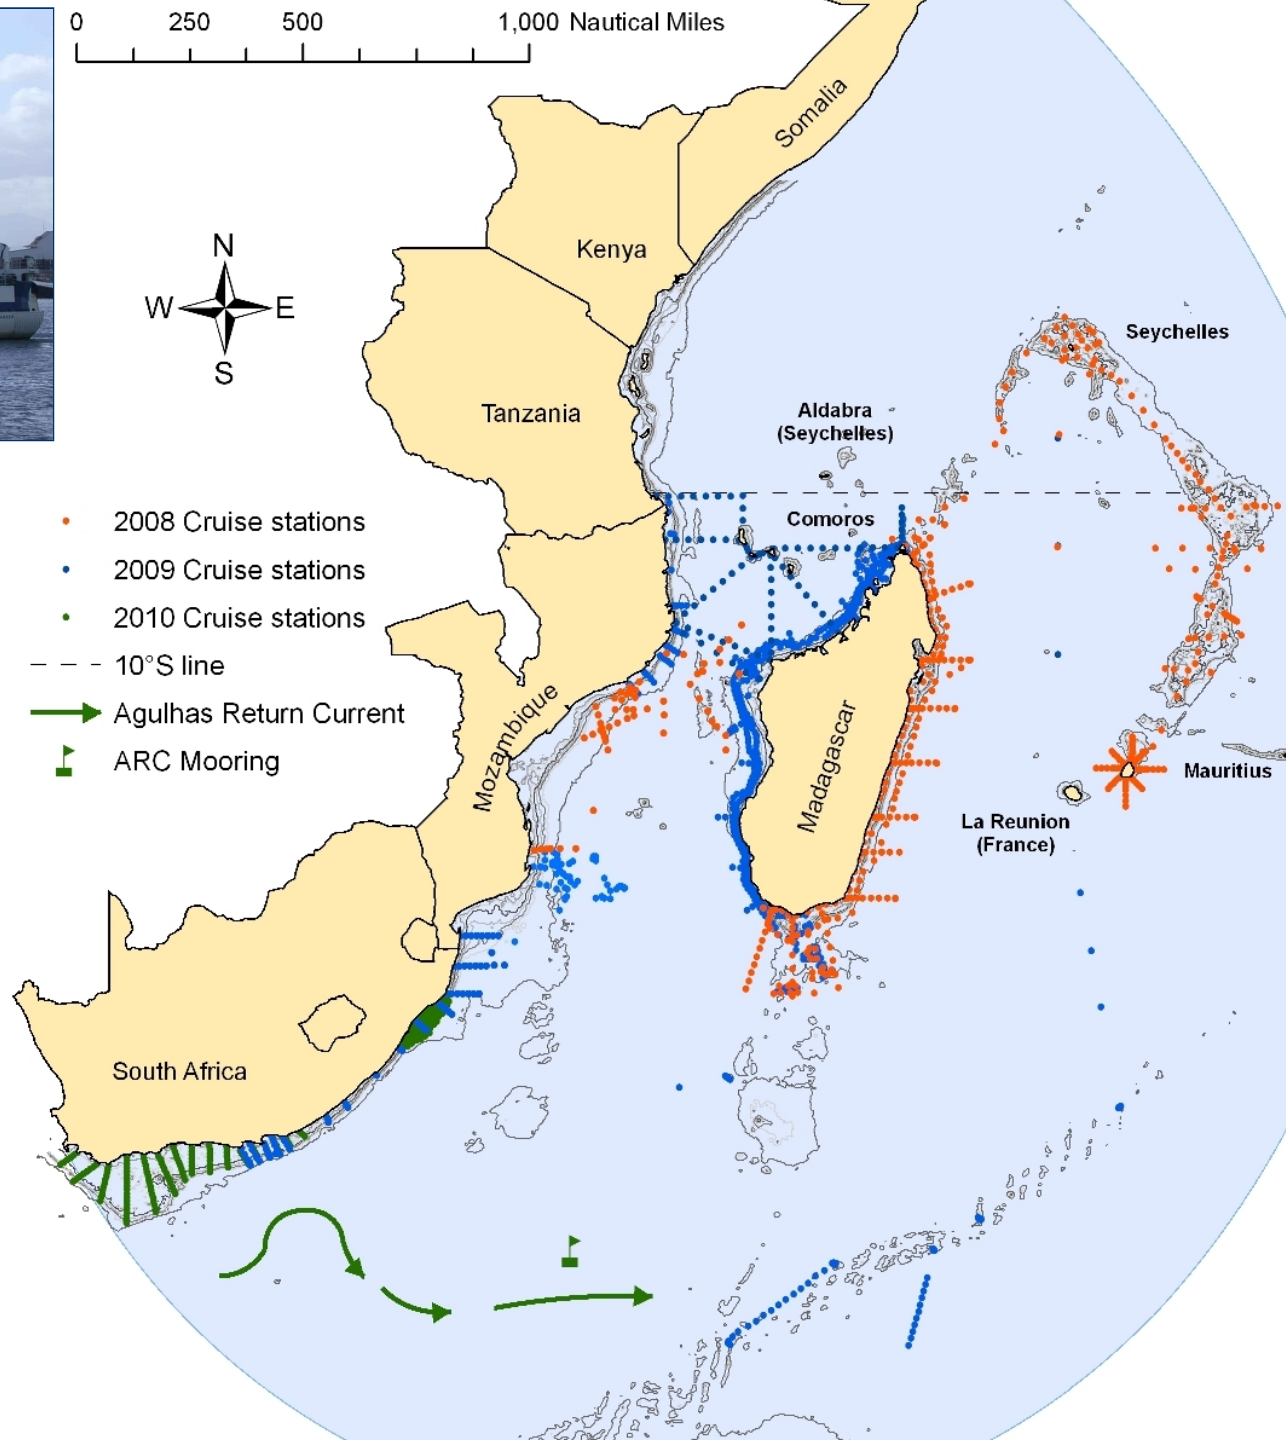 0 250 500 1,000 Nautical Miles
Somalia
N
Kenya
W E
S
Seychelles
Tanzania
Aldabra
(Seychelles)
2008 Cruise stations
Comoros
2009 Cruise stations
2010 Cruise stations
10°S line
Agulhas Return Current
Mozambique
Madagascar
ARC Mooring
Mauritius
La Reunion
(France)
South Africa